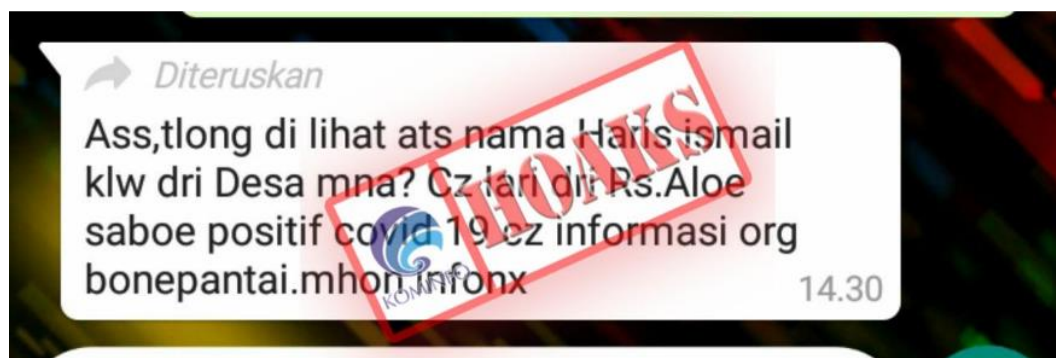 Diteruskan
Ass,tlong di lihat ats nama Haris ismail
klw dri Desa mna? Cz lari dri Rs.Aloe
saboe positif covid 19 cz informasi org
bonepantai.mhon infonx
14.30
HOAKS
KOMINFO